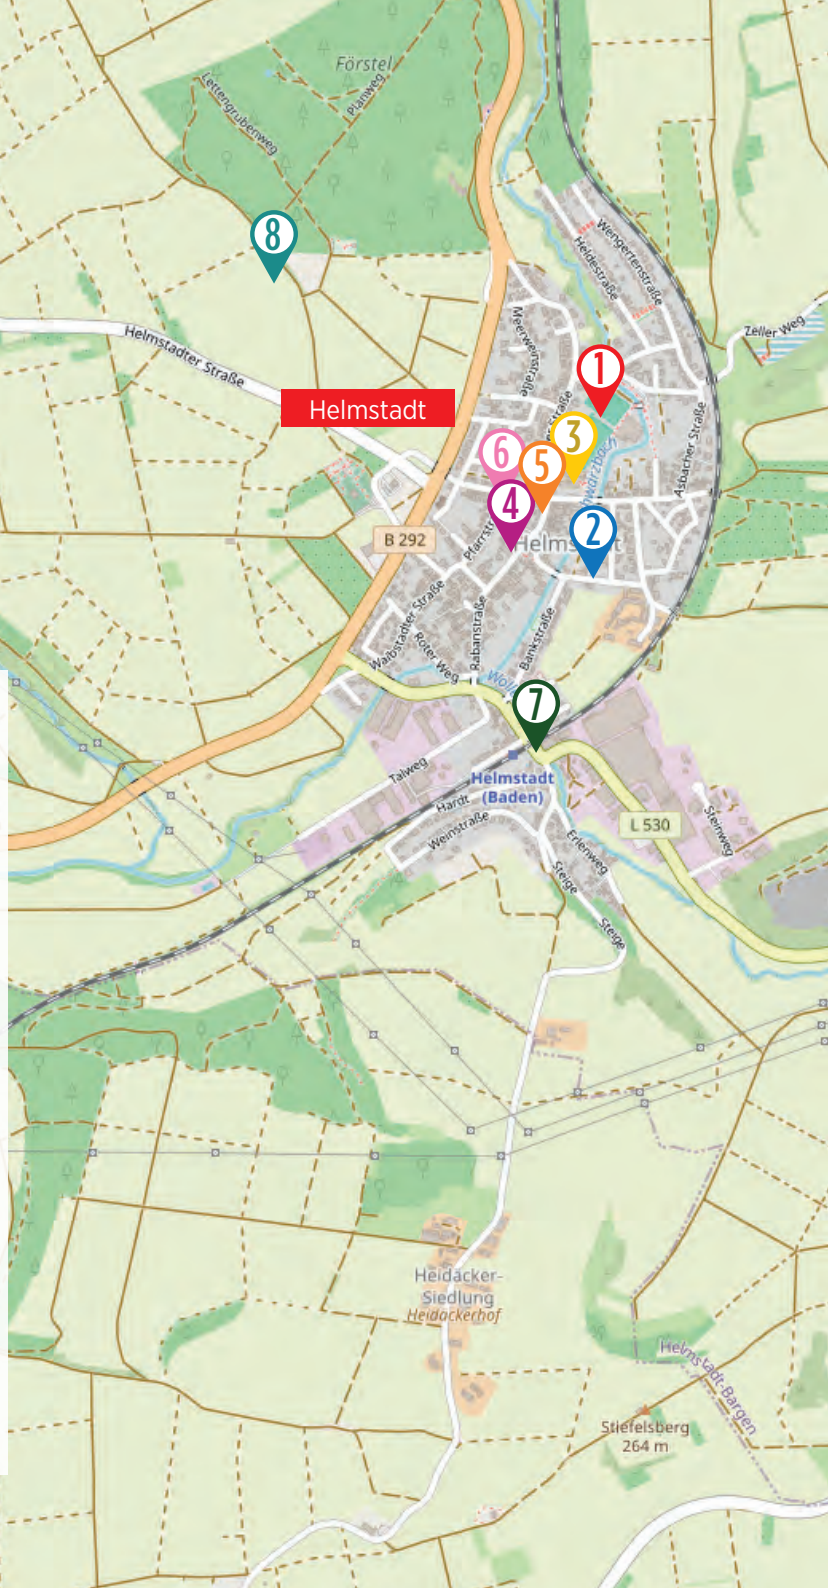 Förstel
Planweg
Lettengrubenweg
8
Wengertenstraße
Heidestraße
Zeller Weg
Helmstadter Straße
Meerweinstraße
1
Helmstadt
Asbacher Straße
3
6
5
4
2
B 292
Helmstadt
Waibstadter Straße
Roter Weg
Rabanstraße
Bankstraße
7
Helmstadt
(Baden)
Talweg
Hardt
Weinstraße
L 530
Steinweg
Erlenweg
Steige
Steige
Heidäcker-
Siedlung
Heidäckerhof
Helmstadt-Bargen
Stiefelsberg
264 m